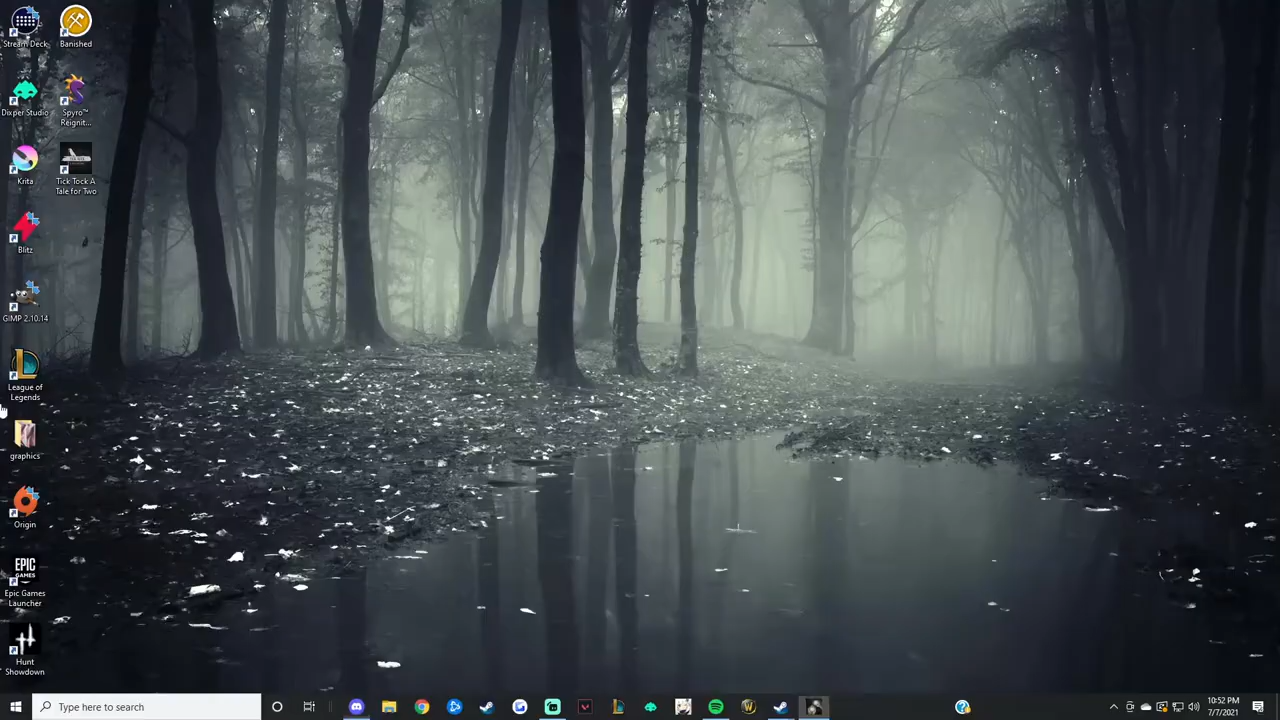 Stream Deck
Banished
Dixper Studio
Spyro™
Reignit...
Krita
Tick Tock A
Tale for Two
Blitz
GIMP 2.10.14
League of
Legends
graphics
Origin
EPIC
GAMES
Epic Games
Launcher
Hunt
Showdown
Type here to search
10:52 PM
7/7/2021